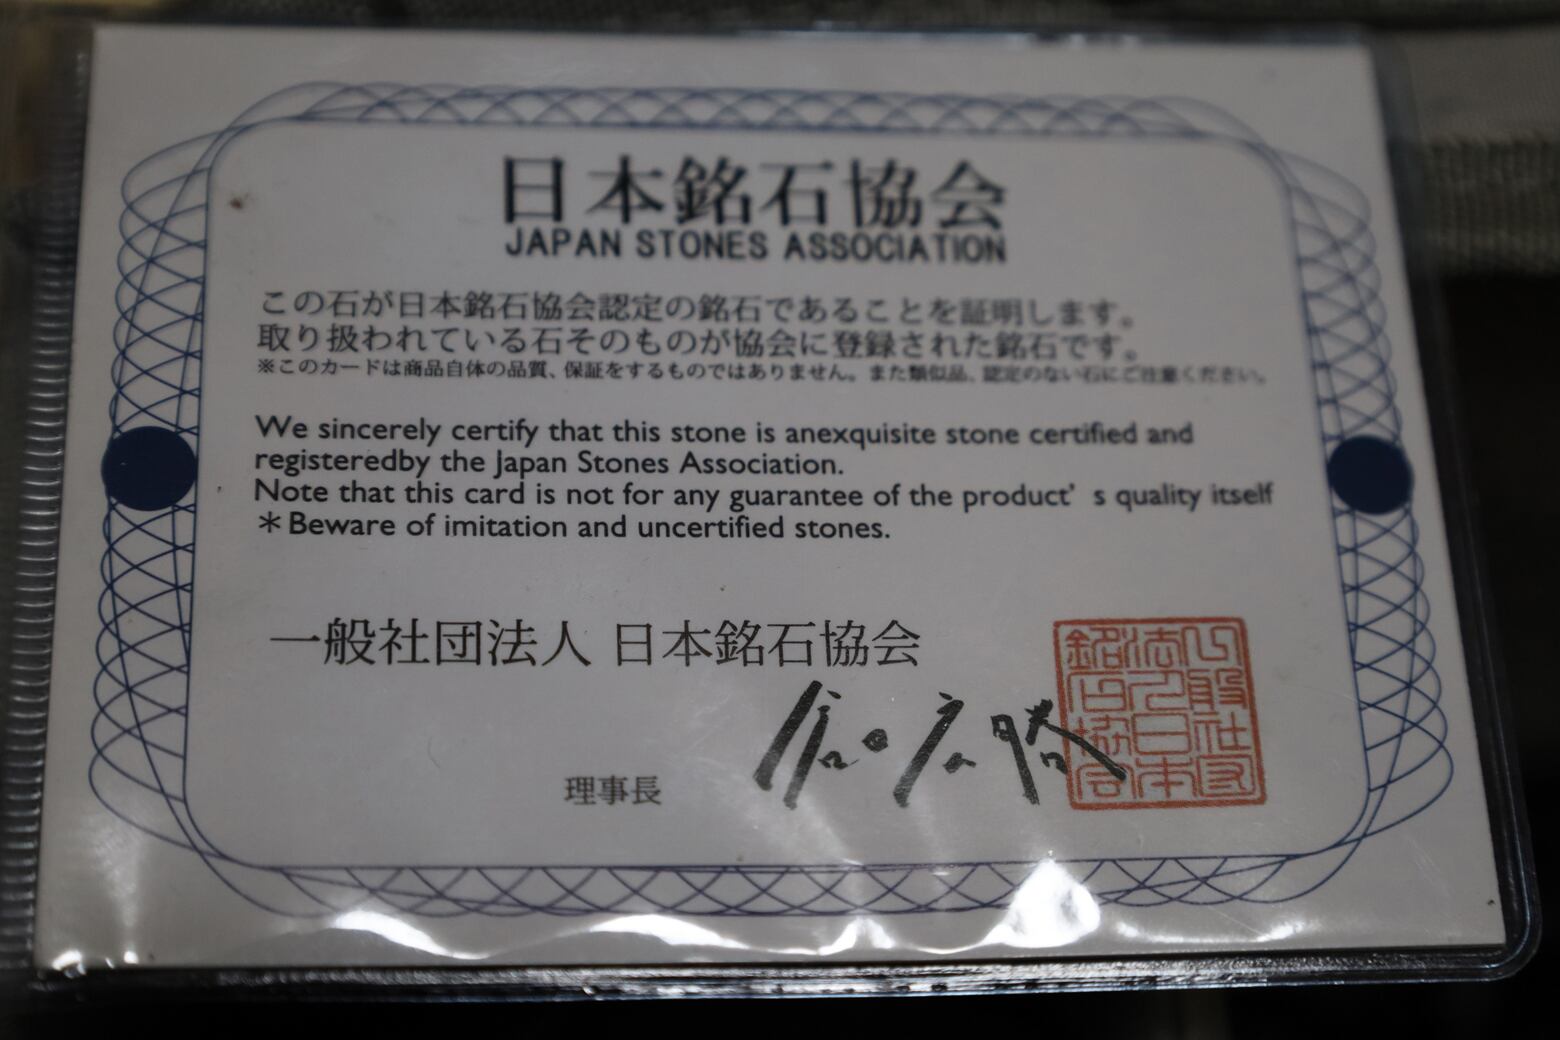 日本銘石協会
JAPAN STONES ASSOCIATION
この石が日本銘石協会認定の銘石であることを証明します。
取り扱われている石そのものが協会に登録された銘石です。
※このカードは商品自体の品質、保証をするものではありません。また類似品、認定のない石にご注意ください。
We sincerely certify that this stone is anexquisite stone certified and
registeredby the Japan Stones Association.
Note that this card is not for any guarantee of the product’s quality itself
＊Beware of imitation and uncertified stones.
一般社団法人 日本銘石協会
理事長